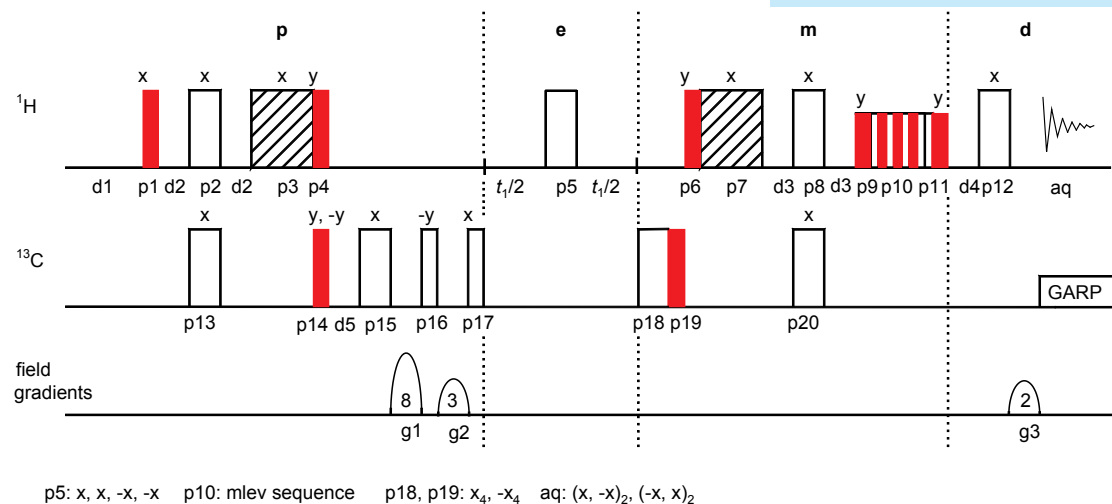 p e m d
x x x y y x x y y x
¹H
d1 p1 d2 p2 d2 p3 p4 t₁/2 p5 t₁/2 p6 p7 d3 p8 d3 p9 p10 p11 d4 p12 aq
x y, -y x -y x x
¹³C
GARP
p13 p14 d5 p15 p16 p17 p18 p19 p20
field
gradients
8 3 2
g1 g2 g3
p5: x, x, -x, -x p10: mlev sequence p18, p19: x₄, -x₄ aq: (x, -x)₂, (-x, x)₂